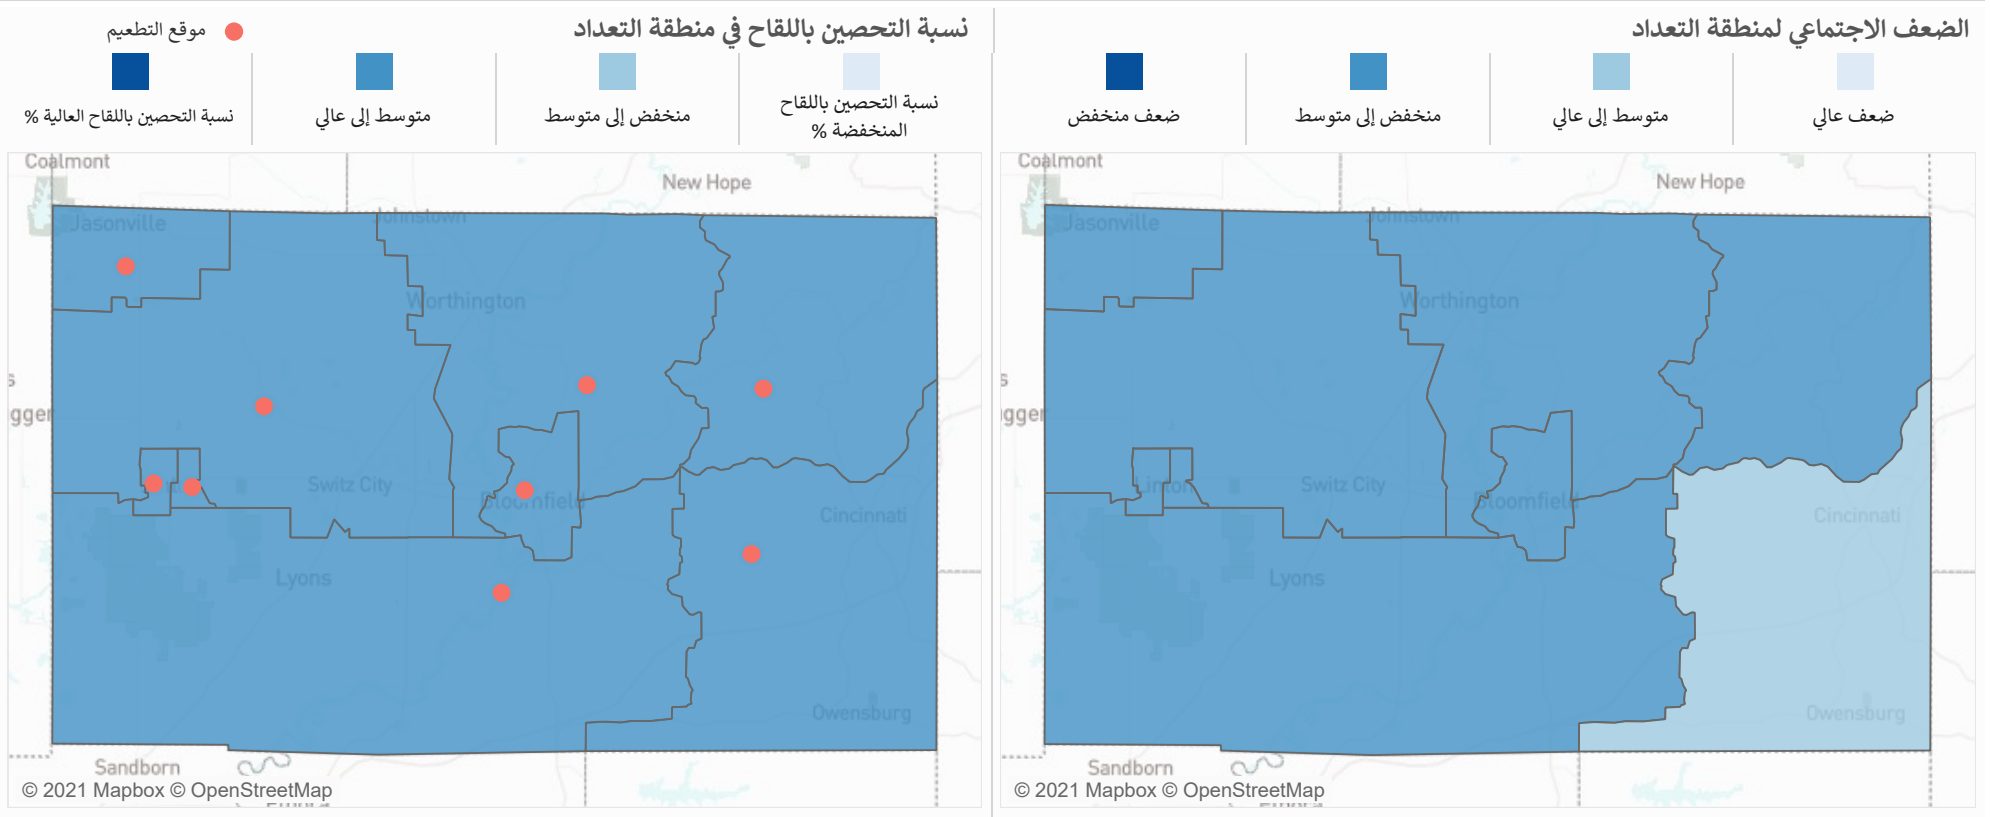 الضعف الاجتماعي لمنطقة التعداد
ضعف عالي
متوسط إلى عالي
منخفض إلى متوسط
ضعف منخفض
Coalmont
New Hope
Jasonville
Johnstown
Worthington
gger
Linton
Switz City
Bloomfield
Cincinnati
Lyons
Owensburg
Sandborn
© 2021 Mapbox © OpenStreetMap
نسبة التحصين باللقاح في منطقة التعداد
موقع التطعيم
نسبة التحصين باللقاح
المنخفضة %
منخفض إلى متوسط
متوسط إلى عالي
نسبة التحصين باللقاح العالية %
Coalmont
New Hope
Jasonville
Johnstown
Worthington
gger
Switz City
Bloomfield
Cincinnati
Lyons
Owensburg
Sandborn
© 2021 Mapbox © OpenStreetMap